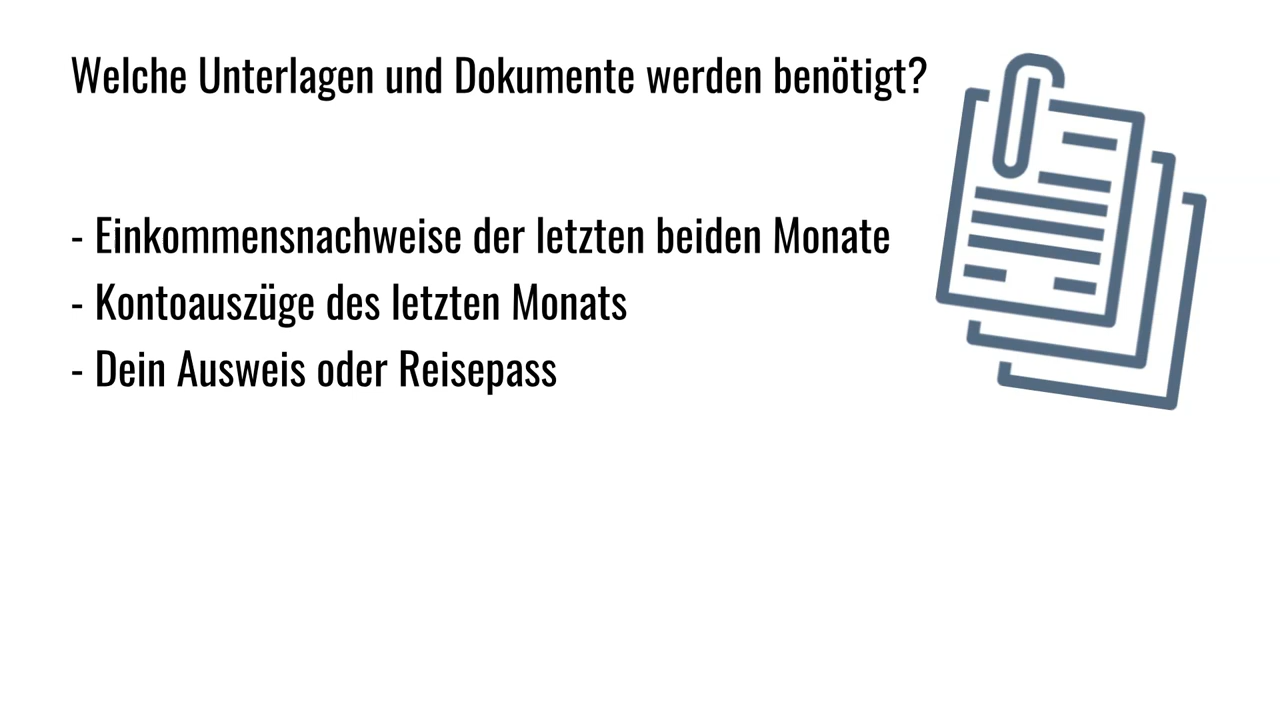 Welche Unterlagen und Dokumente werden benötigt?
- Einkommensnachweise der letzten beiden Monate
- Kontoauszüge des letzten Monats
- Dein Ausweis oder Reisepass